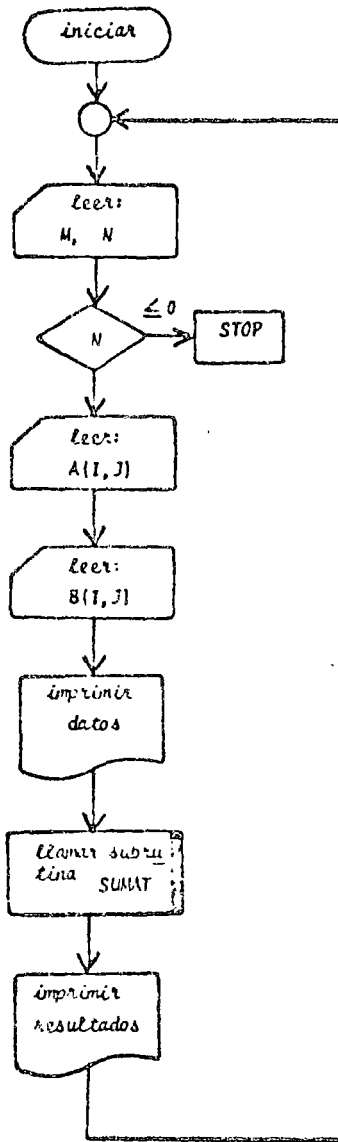 iniciar
leer:
M, N
N
≤ 0
STOP
leer:
A(I,J)
leer:
B(I,J)
imprimir
datos
llamar subru
tina
SUMAT
imprimir
resultados